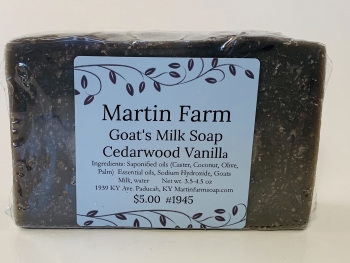 Martin Farm
Goat's Milk Soap
Cedarwood Vanilla
Ingredients: Saponified oils (Caster, Coconut, Olive,
Palm) Essential oils, Sodium Hydroxide, Goats
Milk, water Net wt. 3.5-4.5 oz
1939 KY Ave. Paducah, KY Martinfarmsoap.com
$5.00 #1945